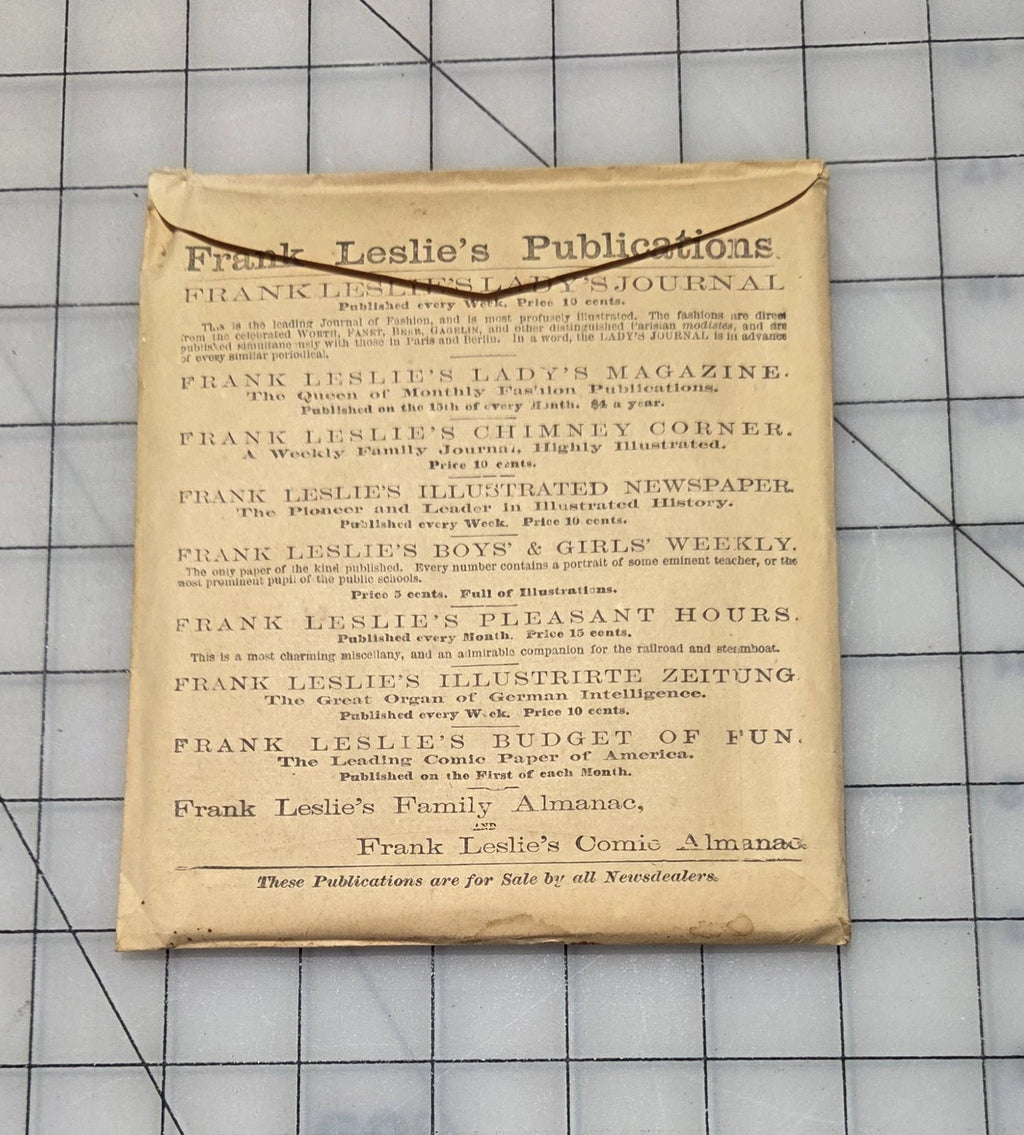 Frank Leslie's Publications.
FRANK LESLIE'S LADY'S JOURNAL
Published every Week. Price 10 cents.
This is the leading Journal of Fashion, and is most profusely illustrated. The fashions are direct
from the celebrated WORTH, FANET, BEER, GAGELIN, and other distinguished Parisian modistes, and are
published simultaneously with those in Paris and Berlin. In a word, the LADY'S JOURNAL is in advance
of every similar periodical.
FRANK LESLIE'S LADY'S MAGAZINE.
The Queen of Monthly Fashion Publications.
Published on the 15th of every Month. $4 a year.
FRANK LESLIE'S CHIMNEY CORNER.
A Weekly Family Journal, Highly Illustrated.
Price 10 cents.
FRANK LESLIE'S ILLUSTRATED NEWSPAPER.
The Pioneer and Leader in Illustrated History.
Published every Week. Price 10 cents.
FRANK LESLIE'S BOYS' & GIRLS' WEEKLY.
The only paper of the kind published. Every number contains a portrait of some eminent teacher, or the
most prominent pupil of the public schools.
Price 5 cents. Full of Illustrations.
FRANK LESLIE'S PLEASANT HOURS.
Published every Month. Price 15 cents.
This is a most charming miscellany, and an admirable companion for the railroad and steamboat.
FRANK LESLIE'S ILLUSTRIRTE ZEITUNG
The Great Organ of German Intelligence.
Published every Week. Price 10 cents.
FRANK LESLIE'S BUDGET OF FUN.
The Leading Comic Paper of America.
Published on the First of each Month.
Frank Leslie's Family Almanac,
AND
Frank Leslie's Comic Almanac.
These Publications are for Sale by all Newsdealers.